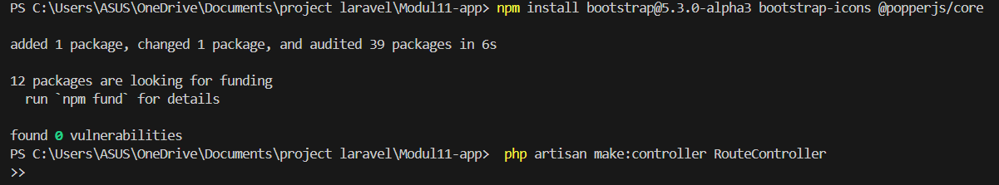 PS C:\Users\ASUS\OneDrive\Documents\project laravel\Modul11-app> npm install bootstrap@5.3.0-alpha3 bootstrap-icons @popperjs/core
added 1 package, changed 1 package, and audited 39 packages in 6s
12 packages are looking for funding
  run `npm fund` for details
found 0 vulnerabilities
PS C:\Users\ASUS\OneDrive\Documents\project laravel\Modul11-app>  php artisan make:controller RouteController
>>